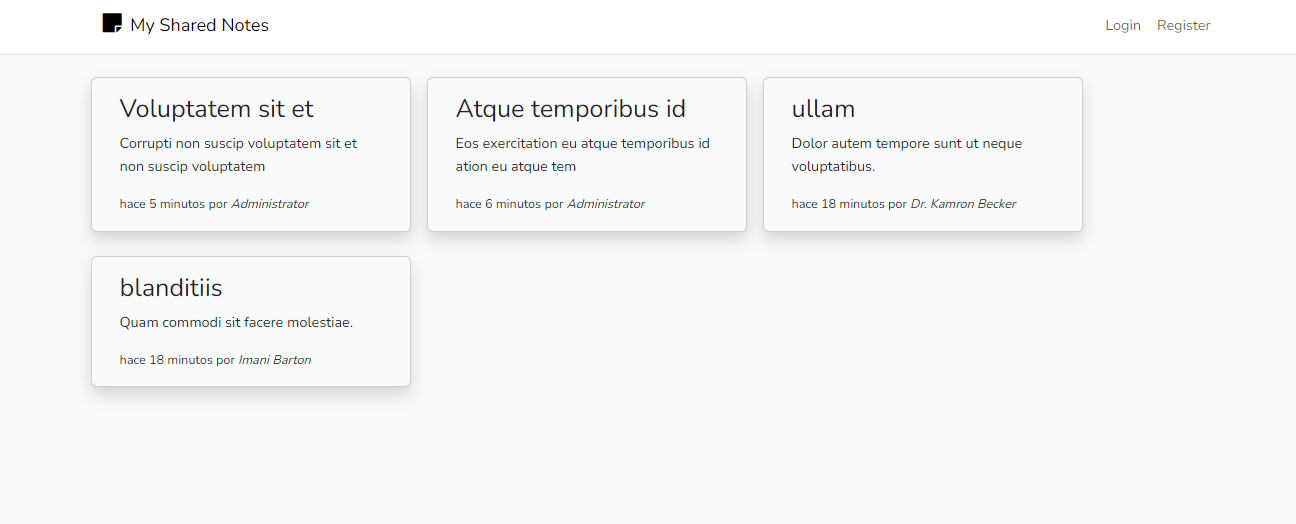 My Shared Notes
Login
Register
Voluptatem sit et
Corrupti non suscip voluptatem sit et
non suscip voluptatem
hace 5 minutos por Administrator
Atque temporibus id
Eos exercitation eu atque temporibus id
ation eu atque tem
hace 6 minutos por Administrator
ullam
Dolor autem tempore sunt ut neque
voluptatibus.
hace 18 minutos por Dr. Kamron Becker
blanditiis
Quam commodi sit facere molestiae.
hace 18 minutos por Imani Barton